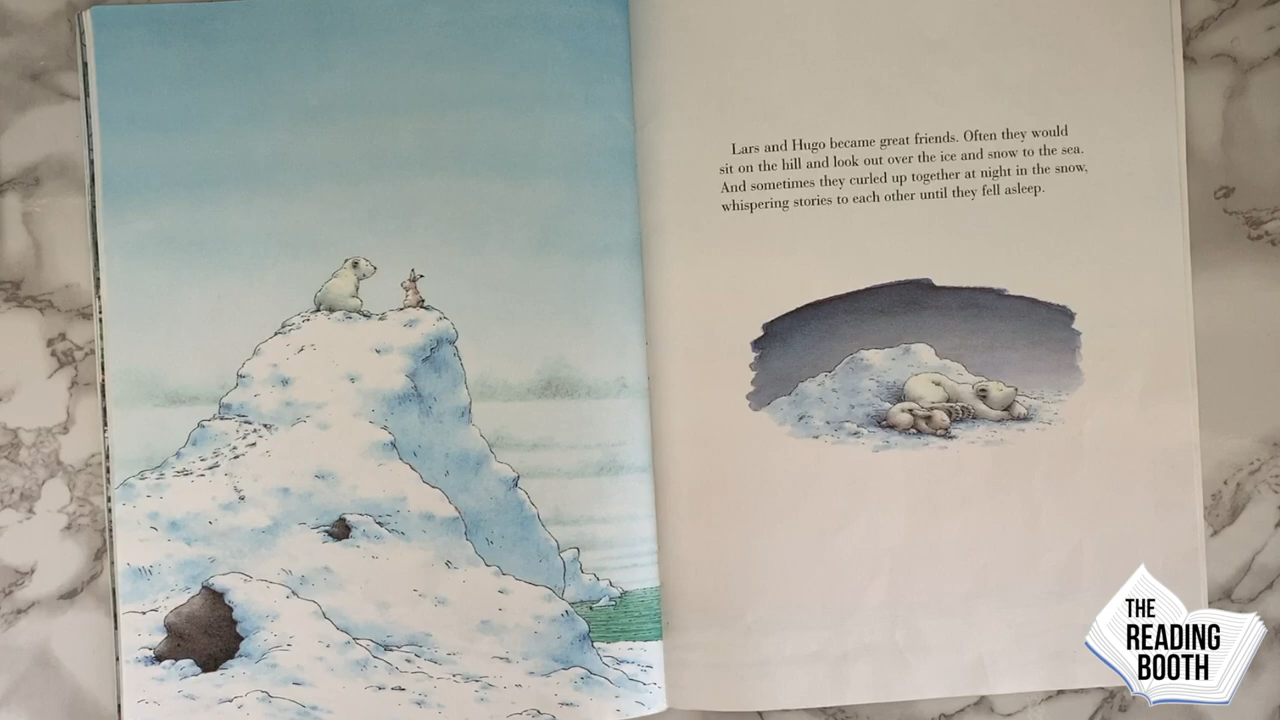 Lars and Hugo became great friends. Often they would
sit on the hill and look out over the ice and snow to the sea.
And sometimes they curled up together at night in the snow,
whispering stories to each other until they fell asleep.
THE
READING
BOOTH